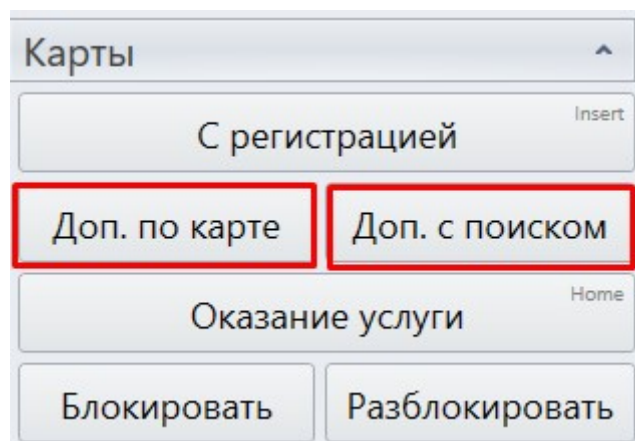 Карты
С регистрацией Insert
Доп. по карте Доп. с поиском
Оказание услуги Home
Блокировать Разблокировать